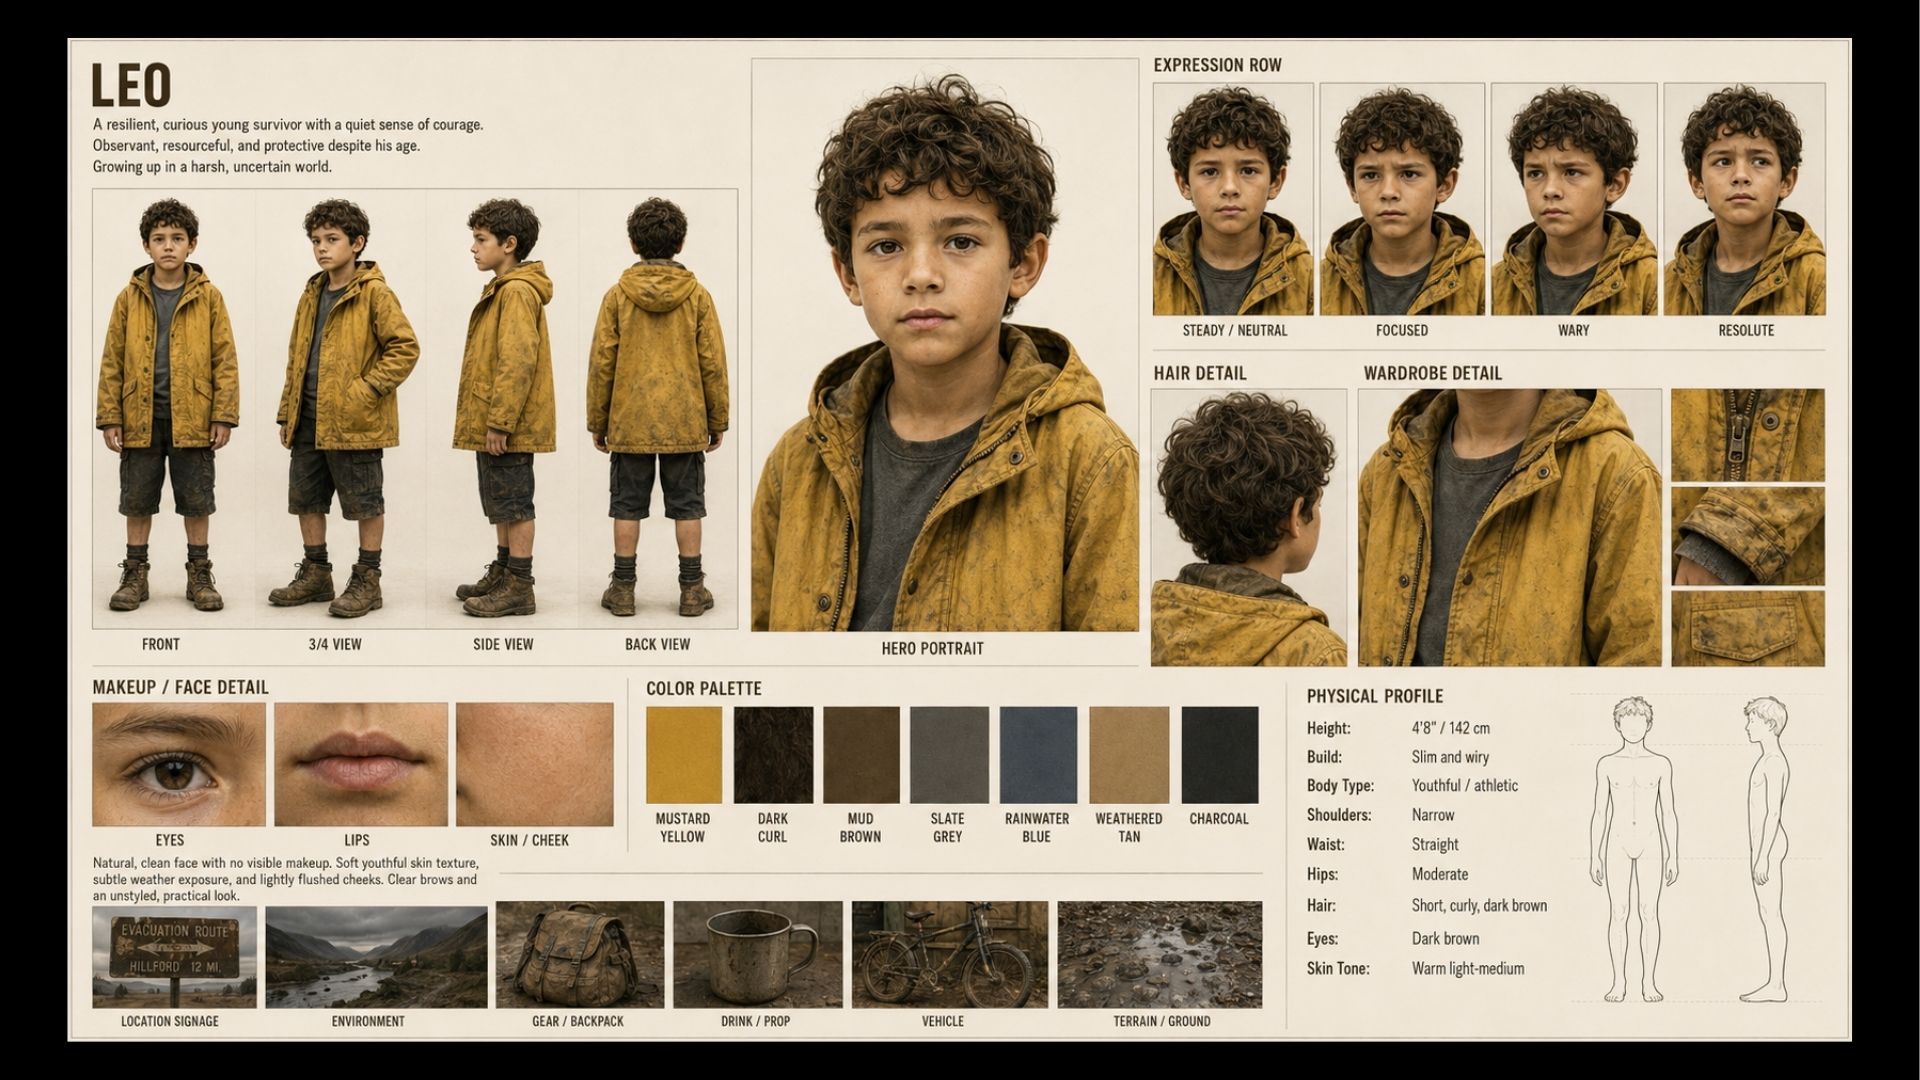 LEO
A resilient, curious young survivor with a quiet sense of courage.
Observant, resourceful, and protective despite his age.
Growing up in a harsh, uncertain world.
FRONT
3/4 VIEW
SIDE VIEW
BACK VIEW
HERO PORTRAIT
EXPRESSION ROW
STEADY / NEUTRAL
FOCUSED
WARY
RESOLUTE
HAIR DETAIL
WARDROBE DETAIL
MAKEUP / FACE DETAIL
EYES
LIPS
SKIN / CHEEK
Natural, clean face with no visible makeup. Soft youthful skin texture,
subtle weather exposure, and lightly flushed cheeks. Clear brows and
an unstyled, practical look.
COLOR PALETTE
MUSTARD
YELLOW
DARK
CURL
MUD
BROWN
SLATE
GREY
RAINWATER
BLUE
WEATHERED
TAN
CHARCOAL
EVACUATION ROUTE
HILLFORD 12 MI.
LOCATION SIGNAGE
ENVIRONMENT
GEAR / BACKPACK
DRINK / PROP
VEHICLE
TERRAIN / GROUND
PHYSICAL PROFILE
Height: 4'8" / 142 cm
Build: Slim and wiry
Body Type: Youthful / athletic
Shoulders: Narrow
Waist: Straight
Hips: Moderate
Hair: Short, curly, dark brown
Eyes: Dark brown
Skin Tone: Warm light-medium